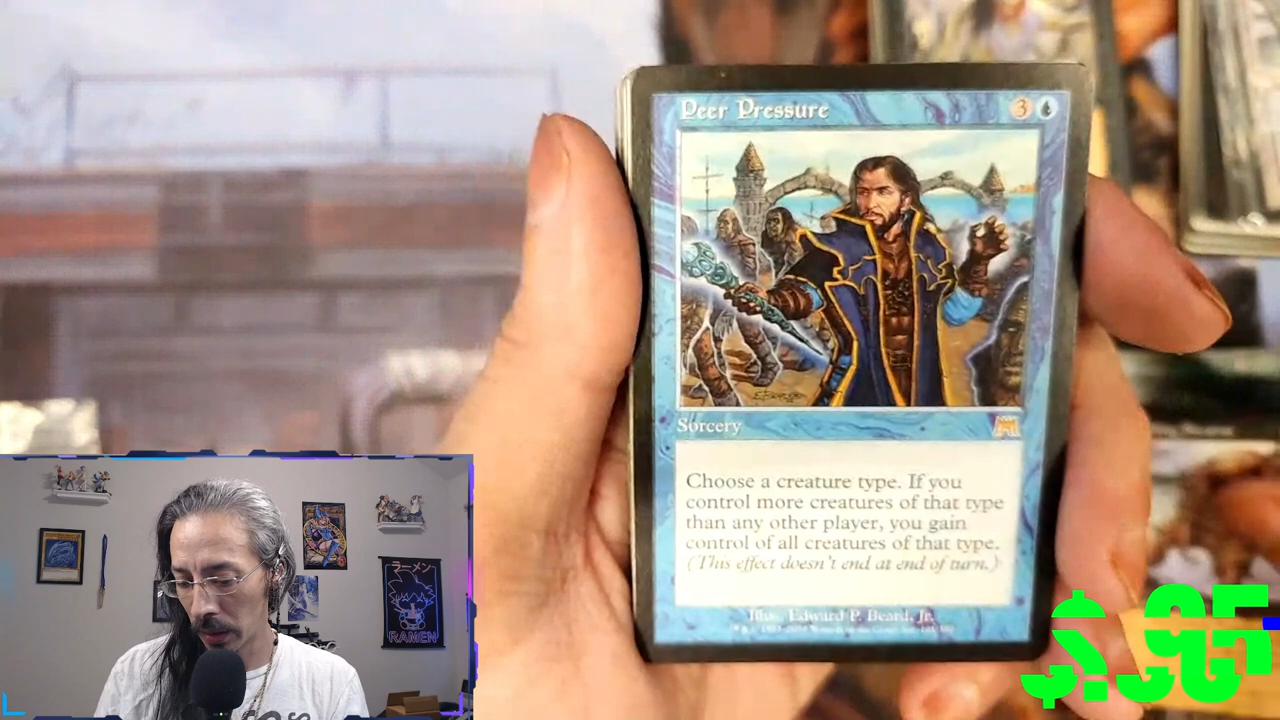 Peer Pressure 3
Sorcery
Choose a creature type. If you
control more creatures of that type
than any other player, you gain
control of all creatures of that type.
(This effect doesn't end at end of turn.)
Illus. Edward P. Beard, Jr.
ラーメン
RAMEN
$.95